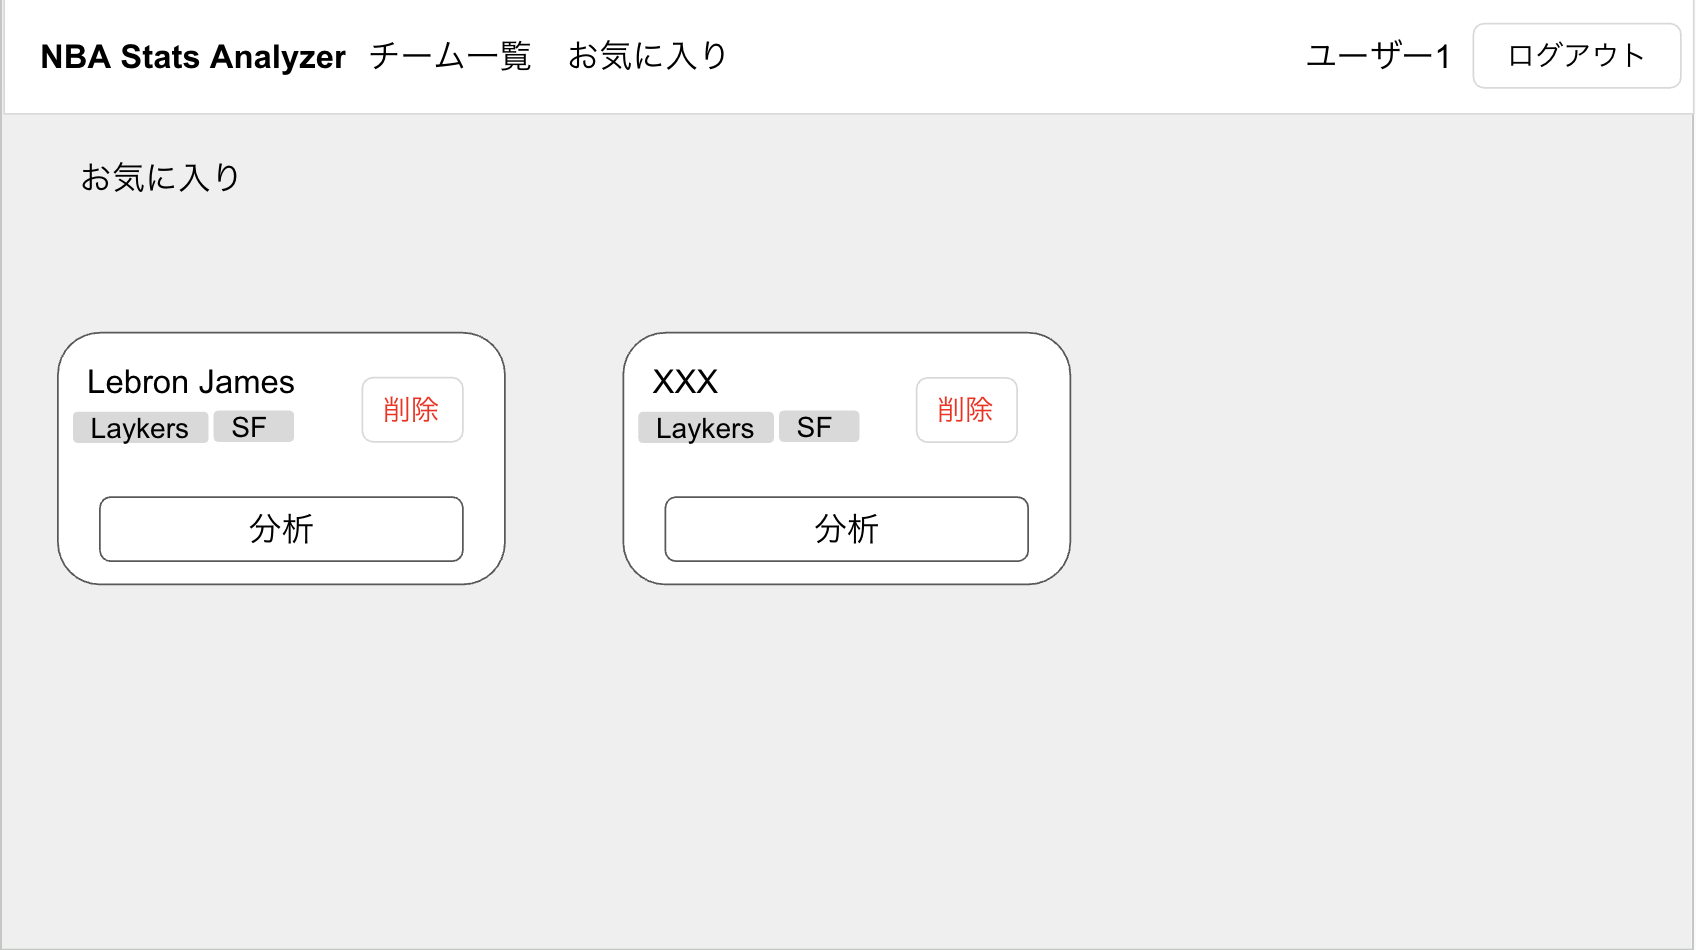 NBA Stats Analyzer チーム一覧 お気に入り ユーザー1 ログアウト
お気に入り
Lebron James
Laykers SF
削除
分析
XXX
Laykers SF
削除
分析